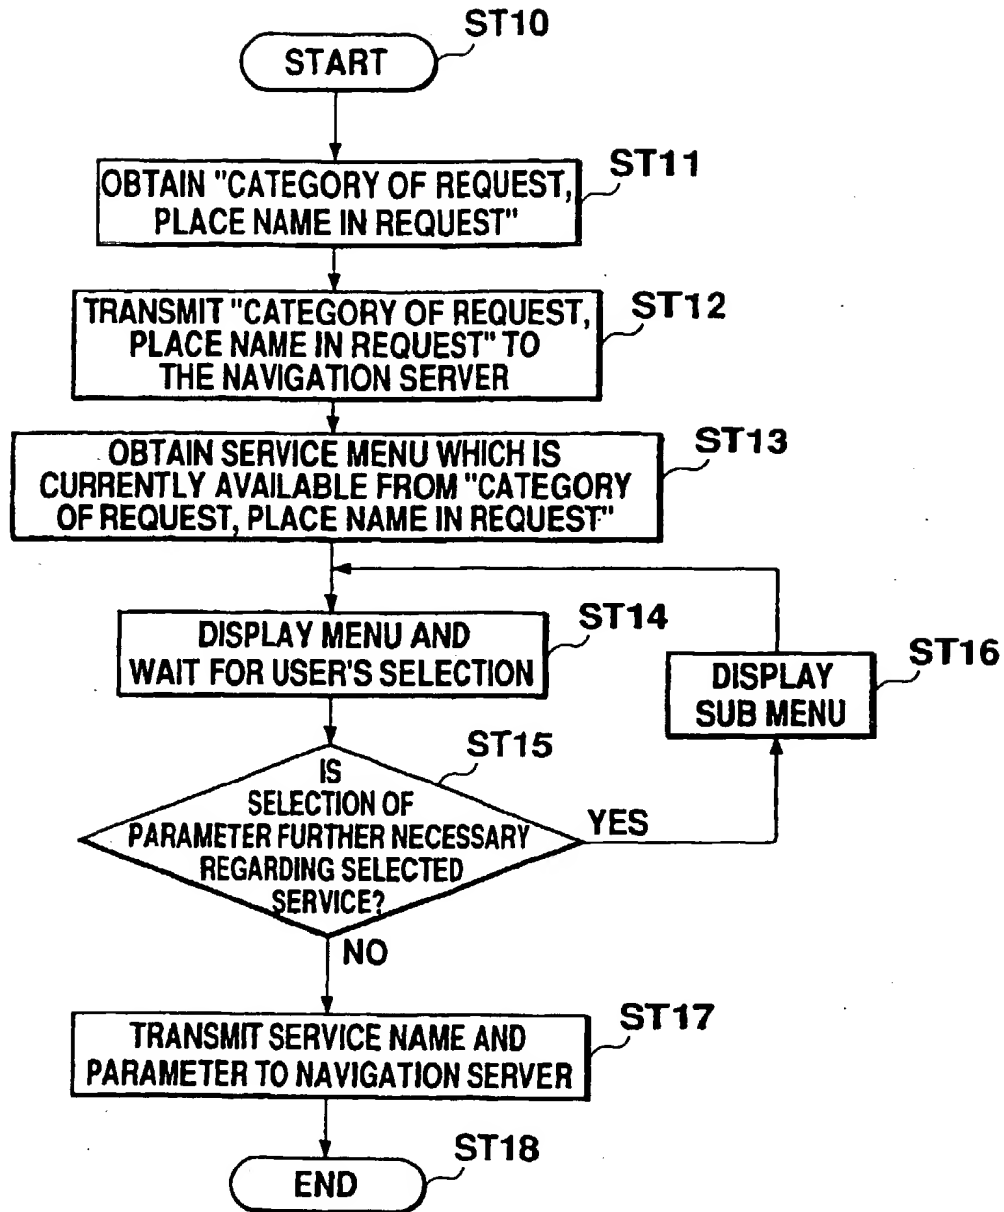 ST10
START
ST11
OBTAIN "CATEGORY OF REQUEST,
PLACE NAME IN REQUEST"
ST12
TRANSMIT "CATEGORY OF REQUEST,
PLACE NAME IN REQUEST" TO
THE NAVIGATION SERVER
ST13
OBTAIN SERVICE MENU WHICH IS
CURRENTLY AVAILABLE FROM "CATEGORY
OF REQUEST, PLACE NAME IN REQUEST"
ST14
DISPLAY MENU AND
WAIT FOR USER'S SELECTION
ST16
DISPLAY
SUB MENU
ST15
IS
SELECTION OF
PARAMETER FURTHER NECESSARY
REGARDING SELECTED
SERVICE?
YES
NO
ST17
TRANSMIT SERVICE NAME AND
PARAMETER TO NAVIGATION SERVER
ST18
END